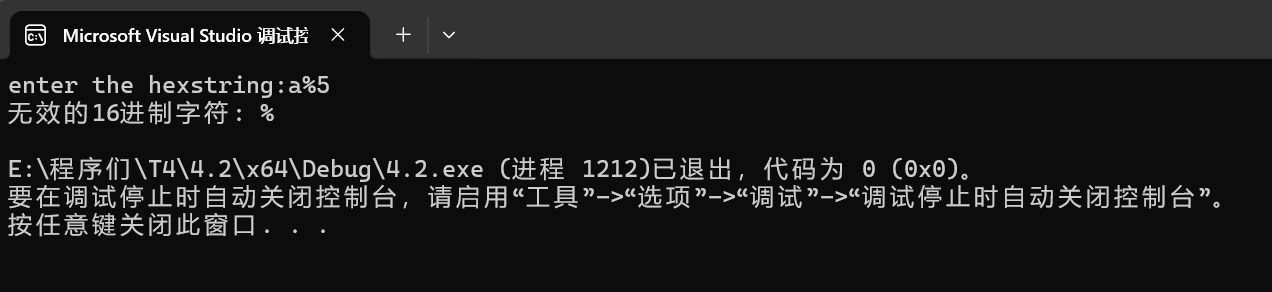 Microsoft Visual Studio 调试控
enter the hexstring:a%5
无效的16进制字符: %
E:\程序们\T4\4.2\x64\Debug\4.2.exe (进程 1212)已退出，代码为 0 (0x0)。
要在调试停止时自动关闭控制台，请启用“工具”->“选项”->“调试”->“调试停止时自动关闭控制台”。
按任意键关闭此窗口. . .